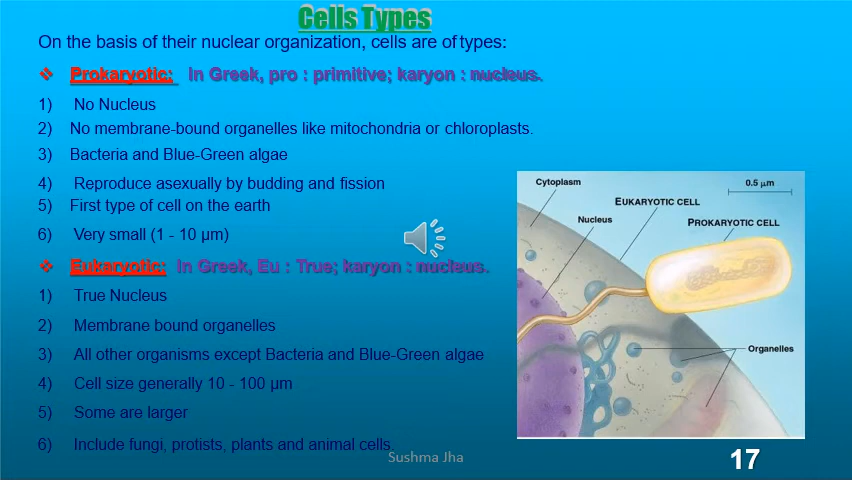 Cells Types
On the basis of their nuclear organization, cells are of types:
❖ Prokaryotic: In Greek, pro : primitive; karyon : nucleus.
1) No Nucleus
2) No membrane-bound organelles like mitochondria or chloroplasts.
3) Bacteria and Blue-Green algae
4) Reproduce asexually by budding and fission
5) First type of cell on the earth
6) Very small (1 - 10 µm)
❖ Eukaryotic: In Greek, Eu : True; karyon : nucleus.
1) True Nucleus
2) Membrane bound organelles
3) All other organisms except Bacteria and Blue-Green algae
4) Cell size generally 10 - 100 µm
5) Some are larger
6) Include fungi, protists, plants and animal cells.
Cytoplasm
0.5 µm
EUKARYOTIC CELL
Nucleus
PROKARYOTIC CELL
Organelles
Sushma Jha
17